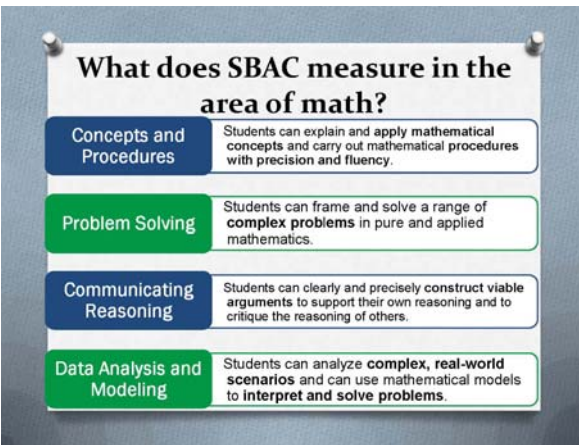 What does SBAC measure in the
area of math?
Concepts and
Procedures
Students can explain and apply mathematical
concepts and carry out mathematical procedures
with precision and fluency.
Problem Solving
Students can frame and solve a range of
complex problems in pure and applied
mathematics.
Communicating
Reasoning
Students can clearly and precisely construct viable
arguments to support their own reasoning and to
critique the reasoning of others.
Data Analysis and
Modeling
Students can analyze complex, real-world
scenarios and can use mathematical models
to interpret and solve problems.